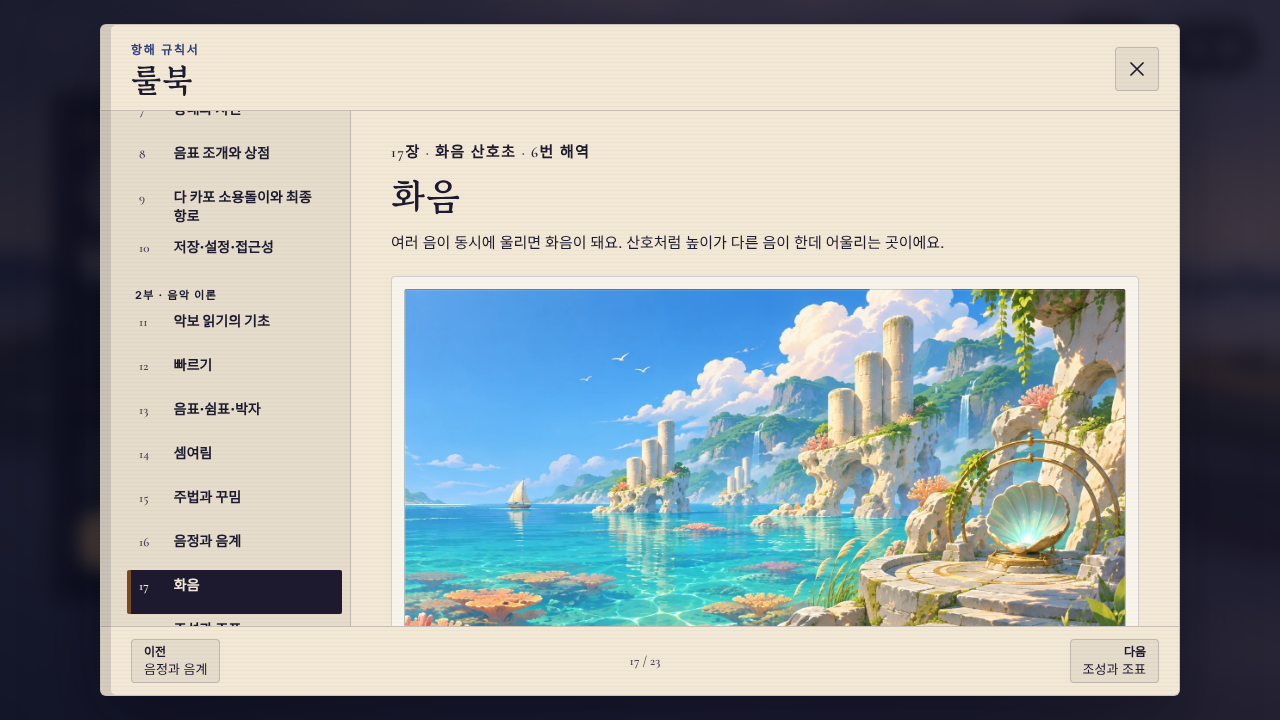 항해 규칙서
룰북
8 음표 조개와 상점
9 다 카포 소용돌이와 최종
항로
10 저장·설정·접근성
2부 · 음악 이론
11 악보 읽기의 기초
12 빠르기
13 음표·쉼표·박자
14 셈여림
15 주법과 꾸밈
16 음정과 음계
17 화음
17장 · 화음 산호초 · 6번 해역
화음
여러 음이 동시에 울리면 화음이 돼요. 산호처럼 높이가 다른 음이 한데 어울리는 곳이에요.
이전
음정과 음계
17 / 23
다음
조성과 조표